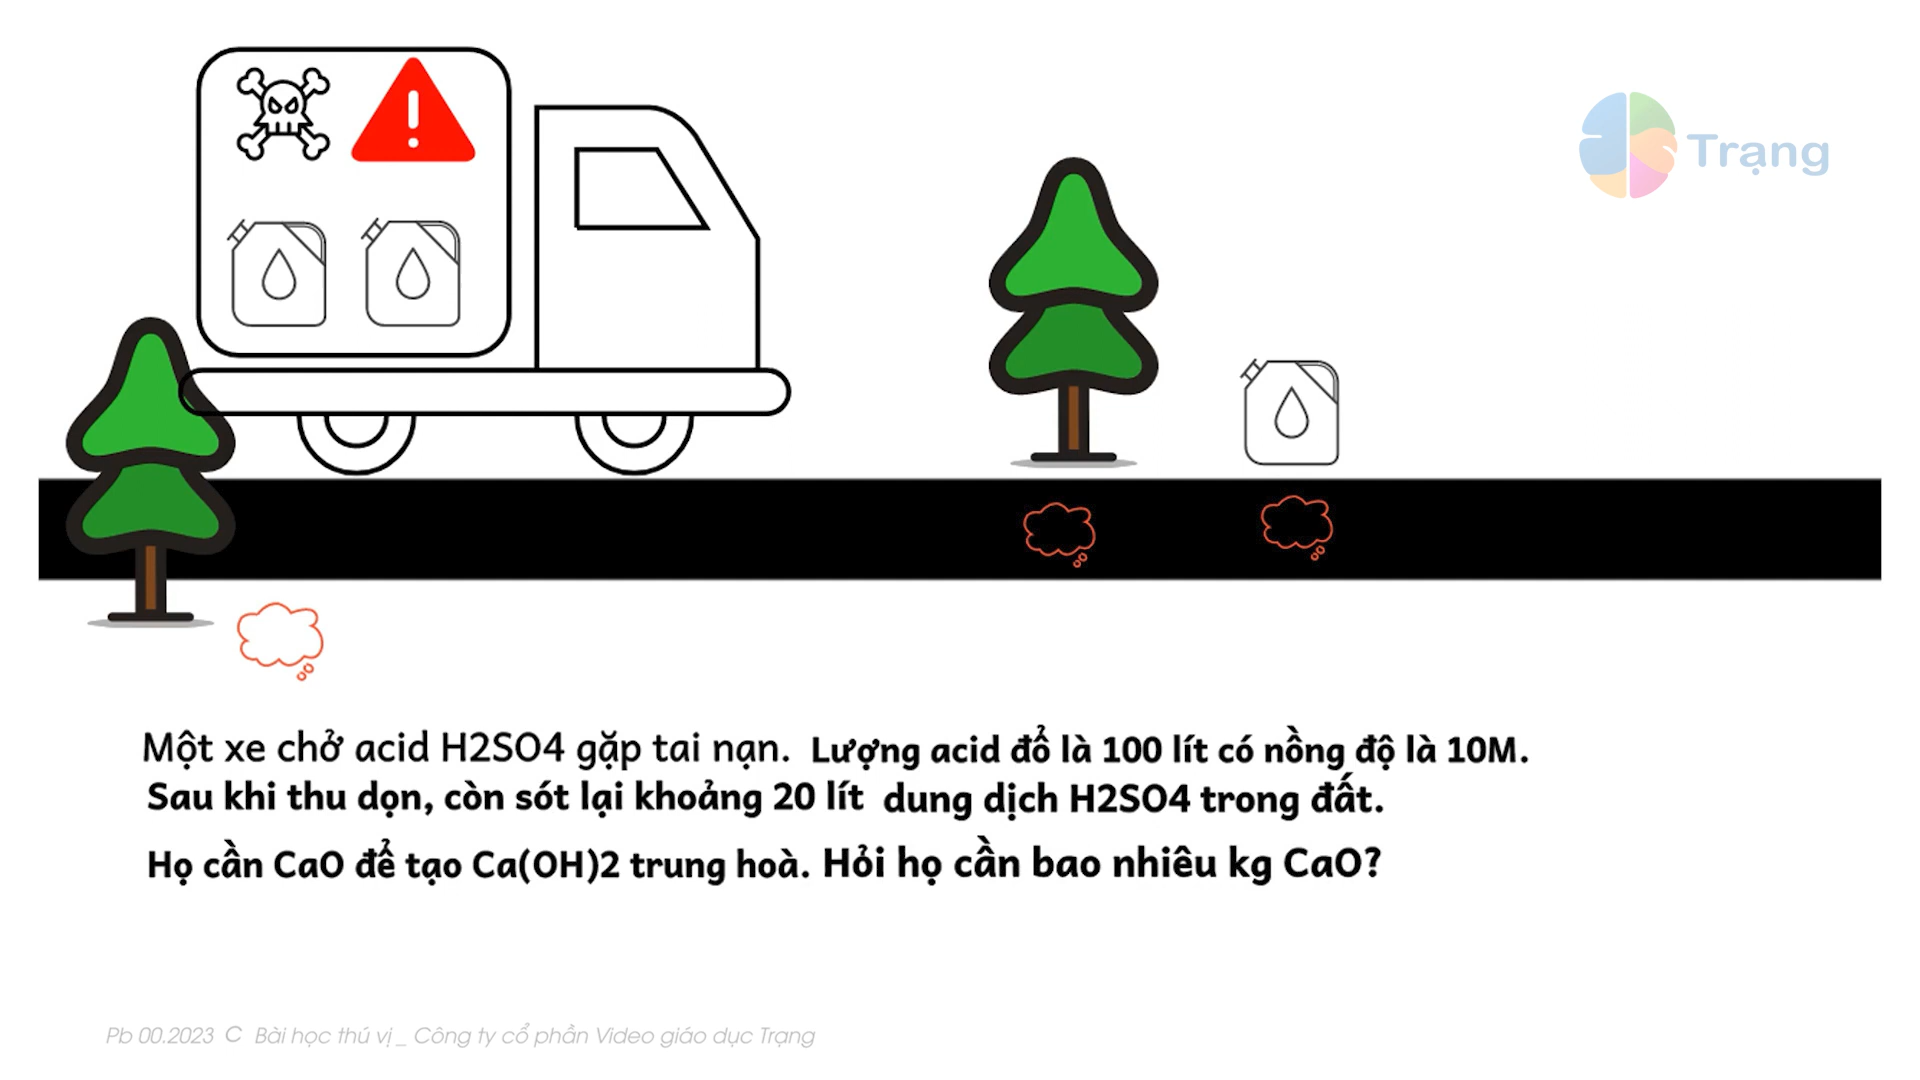 Trạng
Một xe chở acid H2SO4 gặp tai nạn. Lượng acid đổ là 100 lít có nồng độ là 10M.
Sau khi thu dọn, còn sót lại khoảng 20 lít dung dịch H2SO4 trong đất.
Họ cần CaO để tạo Ca(OH)2 trung hoà. Hỏi họ cần bao nhiêu kg CaO?
Pb 00.2023 C Bài học thú vị_ Công ty cổ phần Video giáo dục Trạng